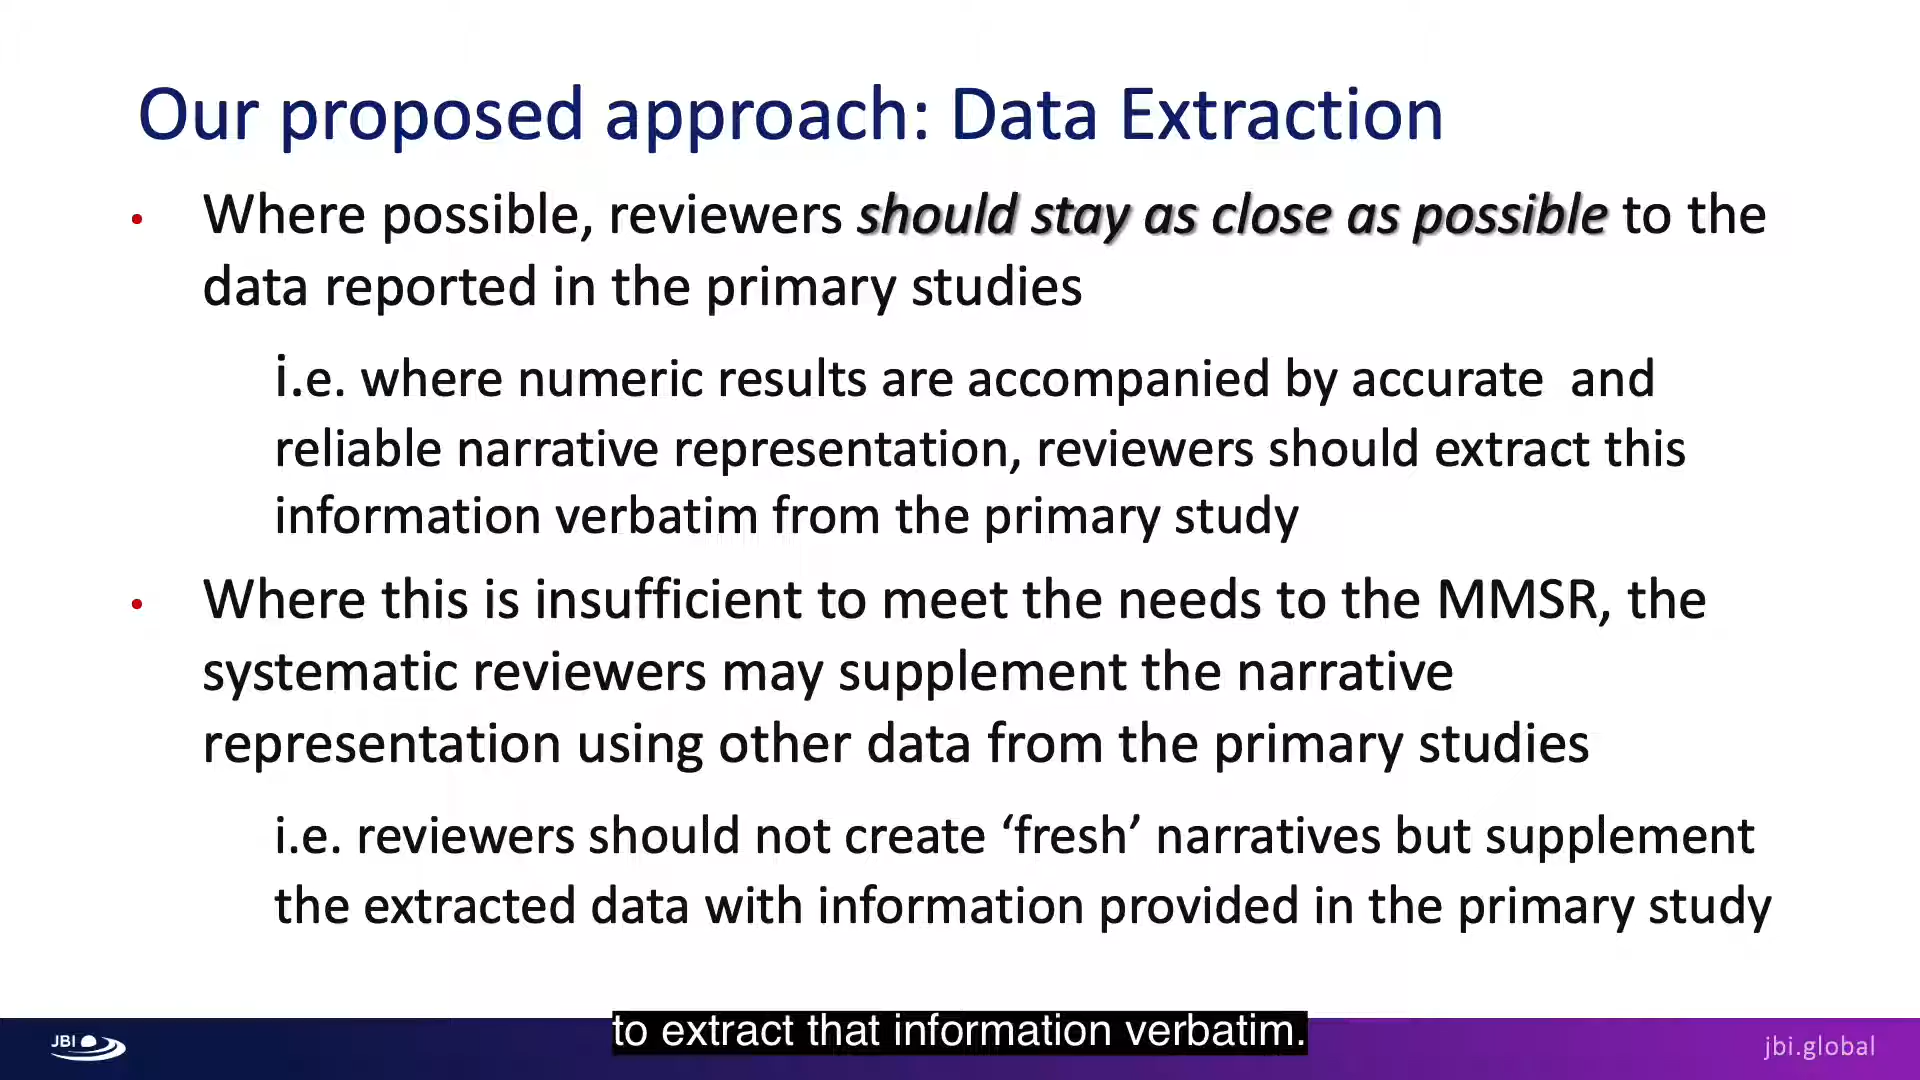 Our proposed approach: Data Extraction
• Where possible, reviewers should stay as close as possible to the
data reported in the primary studies
i.e. where numeric results are accompanied by accurate and
reliable narrative representation, reviewers should extract this
information verbatim from the primary study
• Where this is insufficient to meet the needs to the MMSR, the
systematic reviewers may supplement the narrative
representation using other data from the primary studies
i.e. reviewers should not create ‘fresh’ narratives but supplement
the extracted data with information provided in the primary study
to extract that information verbatim.
JBI
jbi.global